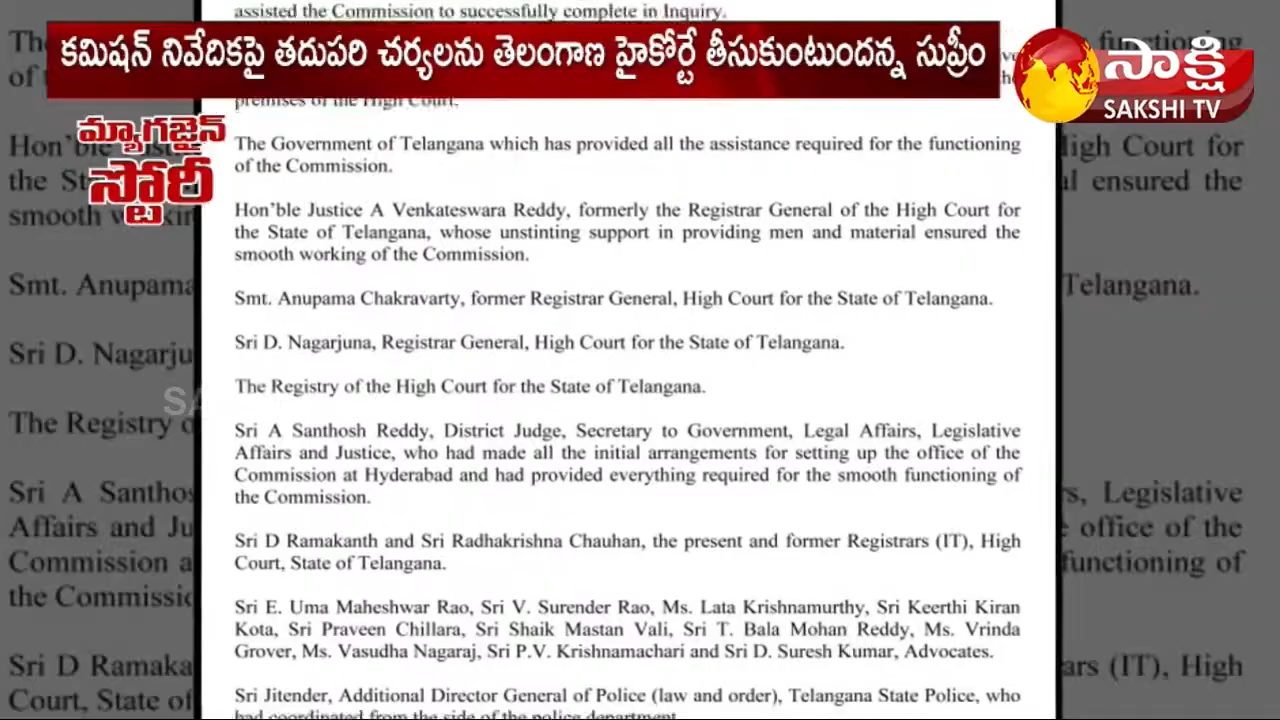 assisted the Commission to successfully complete in Inquiry.
కమిషన్ నివేదికపై తదుపరి చర్యలను తెలంగాణ హైకోర్టే తీసుకుంటుందన్న సుప్రీం
సాక్షి
SAKSHI TV
మ్యాగజైన్
స్టోరీ
premises of the High Court.
The Government of Telangana which has provided all the assistance required for the functioning
of the Commission.
Hon'ble Justice A Venkateswara Reddy, formerly the Registrar General of the High Court for
the State of Telangana, whose unstinting support in providing men and material ensured the
smooth working of the Commission.
Smt. Anupama Chakravarty, former Registrar General, High Court for the State of Telangana.
Sri D. Nagarjuna, Registrar General, High Court for the State of Telangana.
The Registry of the High Court for the State of Telangana.
Sri A Santhosh Reddy, District Judge, Secretary to Government, Legal Affairs, Legislative
Affairs and Justice, who had made all the initial arrangements for setting up the office of the
Commission at Hyderabad and had provided everything required for the smooth functioning of
the Commission.
Sri D Ramakanth and Sri Radhakrishna Chauhan, the present and former Registrars (IT), High
Court, State of Telangana.
Sri E. Uma Maheshwar Rao, Sri V. Surender Rao, Ms. Lata Krishnamurthy, Sri Keerthi Kiran
Kota, Sri Praveen Chillara, Sri Shaik Mastan Vali, Sri T. Bala Mohan Reddy, Ms. Vrinda
Grover, Ms. Vasudha Nagaraj, Sri P.V. Krishnamachari and Sri D. Suresh Kumar, Advocates.
Sri Jitender, Additional Director General of Police (law and order), Telangana State Police, who
had coordinated from the side of the police department.